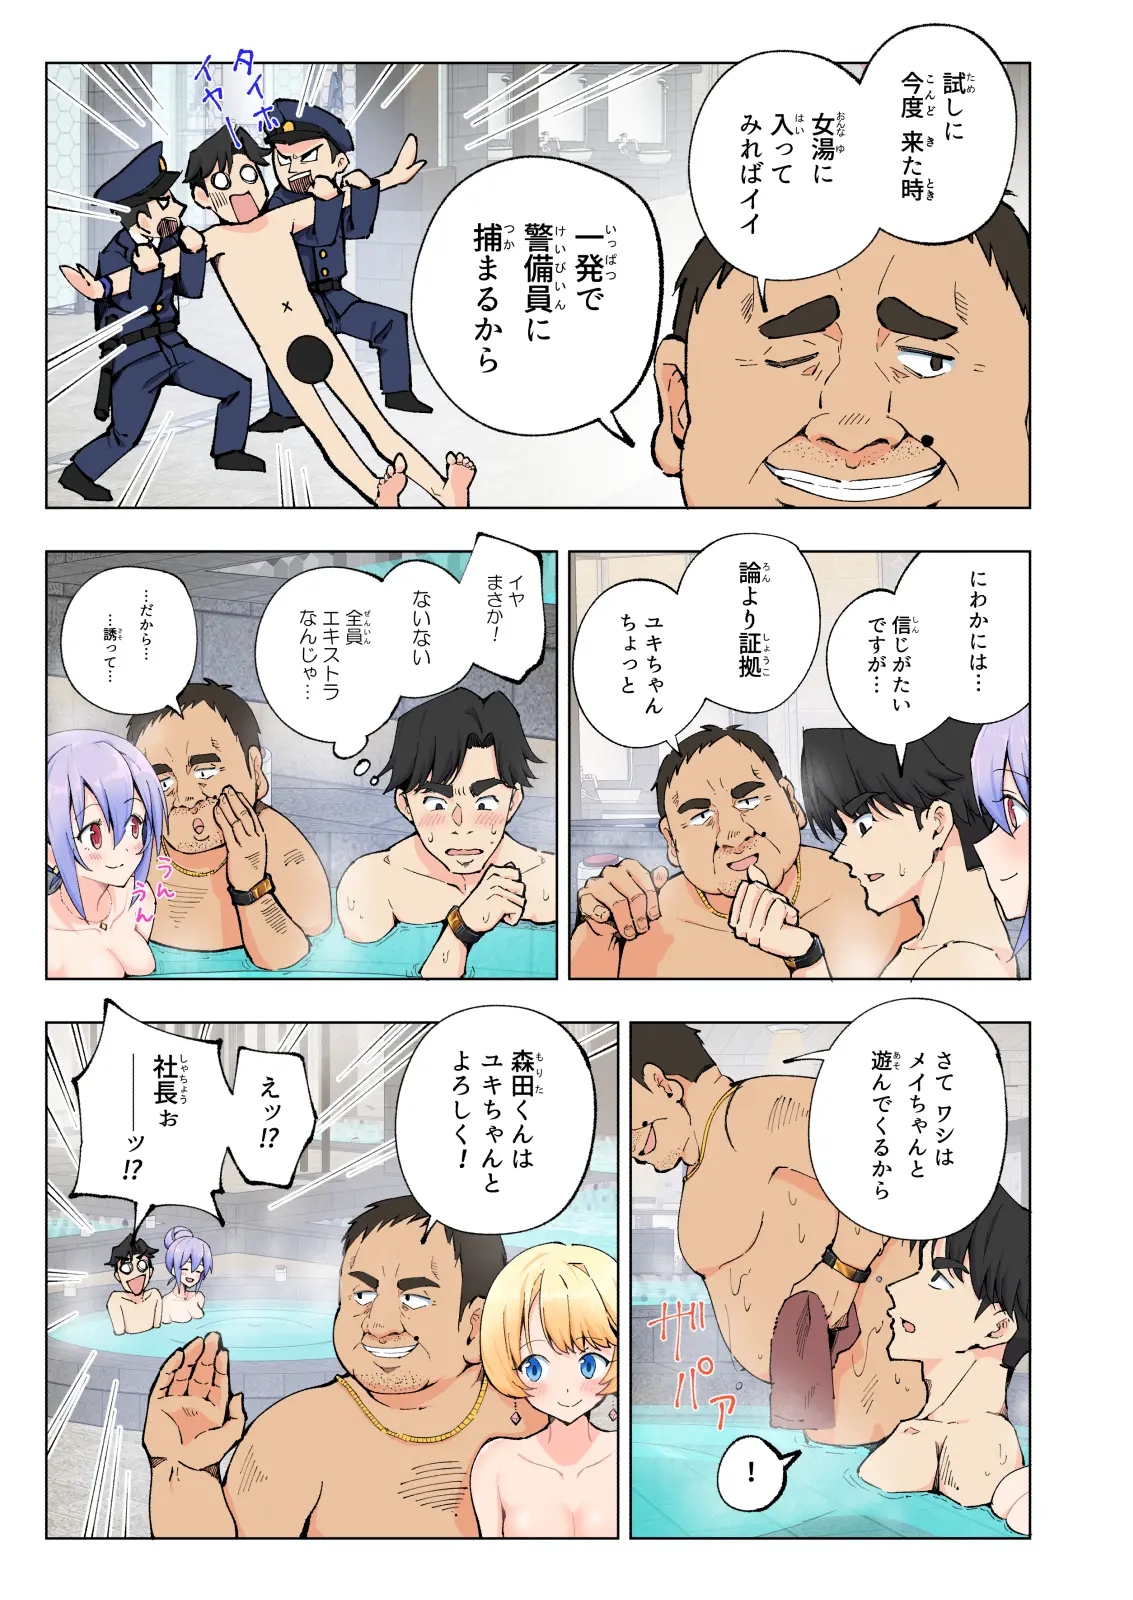 試しに
今度 来た時
女湯に
入って
みればイイ
一発で
警備員に
捕まるから
タイホ
イヤー
にわかには…
信じがたい
ですが…
論より証拠
ユキちゃん
ちょっと
イヤ
まさか！
ないない
全員
エキストラ
なんじゃ…
…だから…
…誘って…
うん
うん
さて ワシは
メイちゃんと
遊んでくるから
ザパァ
！
森田くんは
ユキちゃんと
よろしく！
えッ!?
社長ぉ
――ッ!?